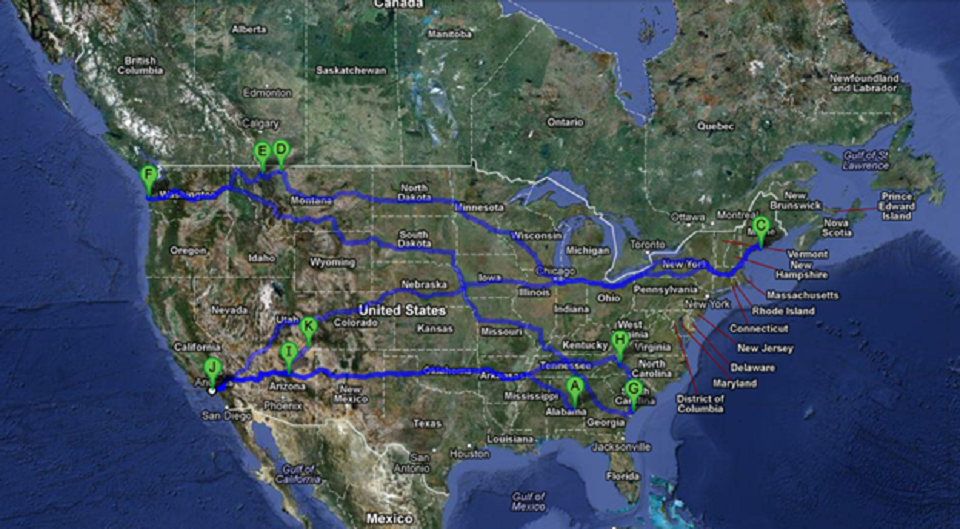 Canada
Alberta
Manitoba
British
Columbia
Saskatchewan
Newfoundland
and Labrador
Edmonton
Calgary
Ontario
Quebec
E
D
Gulf of
St Lawrence
F
Washington
Montana
North
Dakota
Minnesota
New
Brunswick
Prince
Edward
Island
Ottawa
Montreal
C
Nova
Scotia
Oregon
Idaho
South
Dakota
Wisconsin
Michigan
Toronto
Vermont
New
Hampshire
Wyoming
Chicago
New York
Nebraska
Iowa
Illinois
Ohio
Pennsylvania
Massachusetts
Nevada
Utah
K
Colorado
United States
Indiana
New York
Rhode Island
Kansas
Missouri
West
Connecticut
California
I
Kentucky
H
Virginia
New Jersey
J
Arizona
Oklahoma
Arkansas
Tennessee
North
Carolina
Delaware
Maryland
Phoenix
New
Mexico
Mississippi
A
Alabama
G
Carolina
District of
Columbia
San Diego
Texas
Georgia
Louisiana
Jacksonville
San
Antonio
Houston
Florida
Gulf of
California
Gulf of
Mexico
Mexico